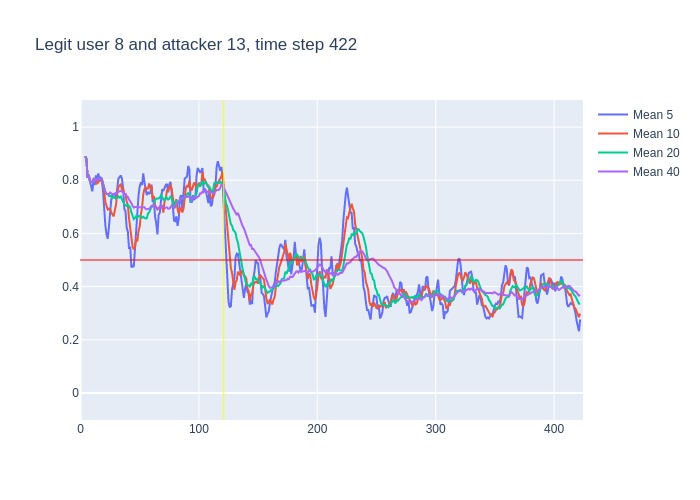 Legit user 8 and attacker 13, time step 422
Mean 5
Mean 10
Mean 20
Mean 40
1
0.8
0.6
0.4
0.2
0
0 100 200 300 400